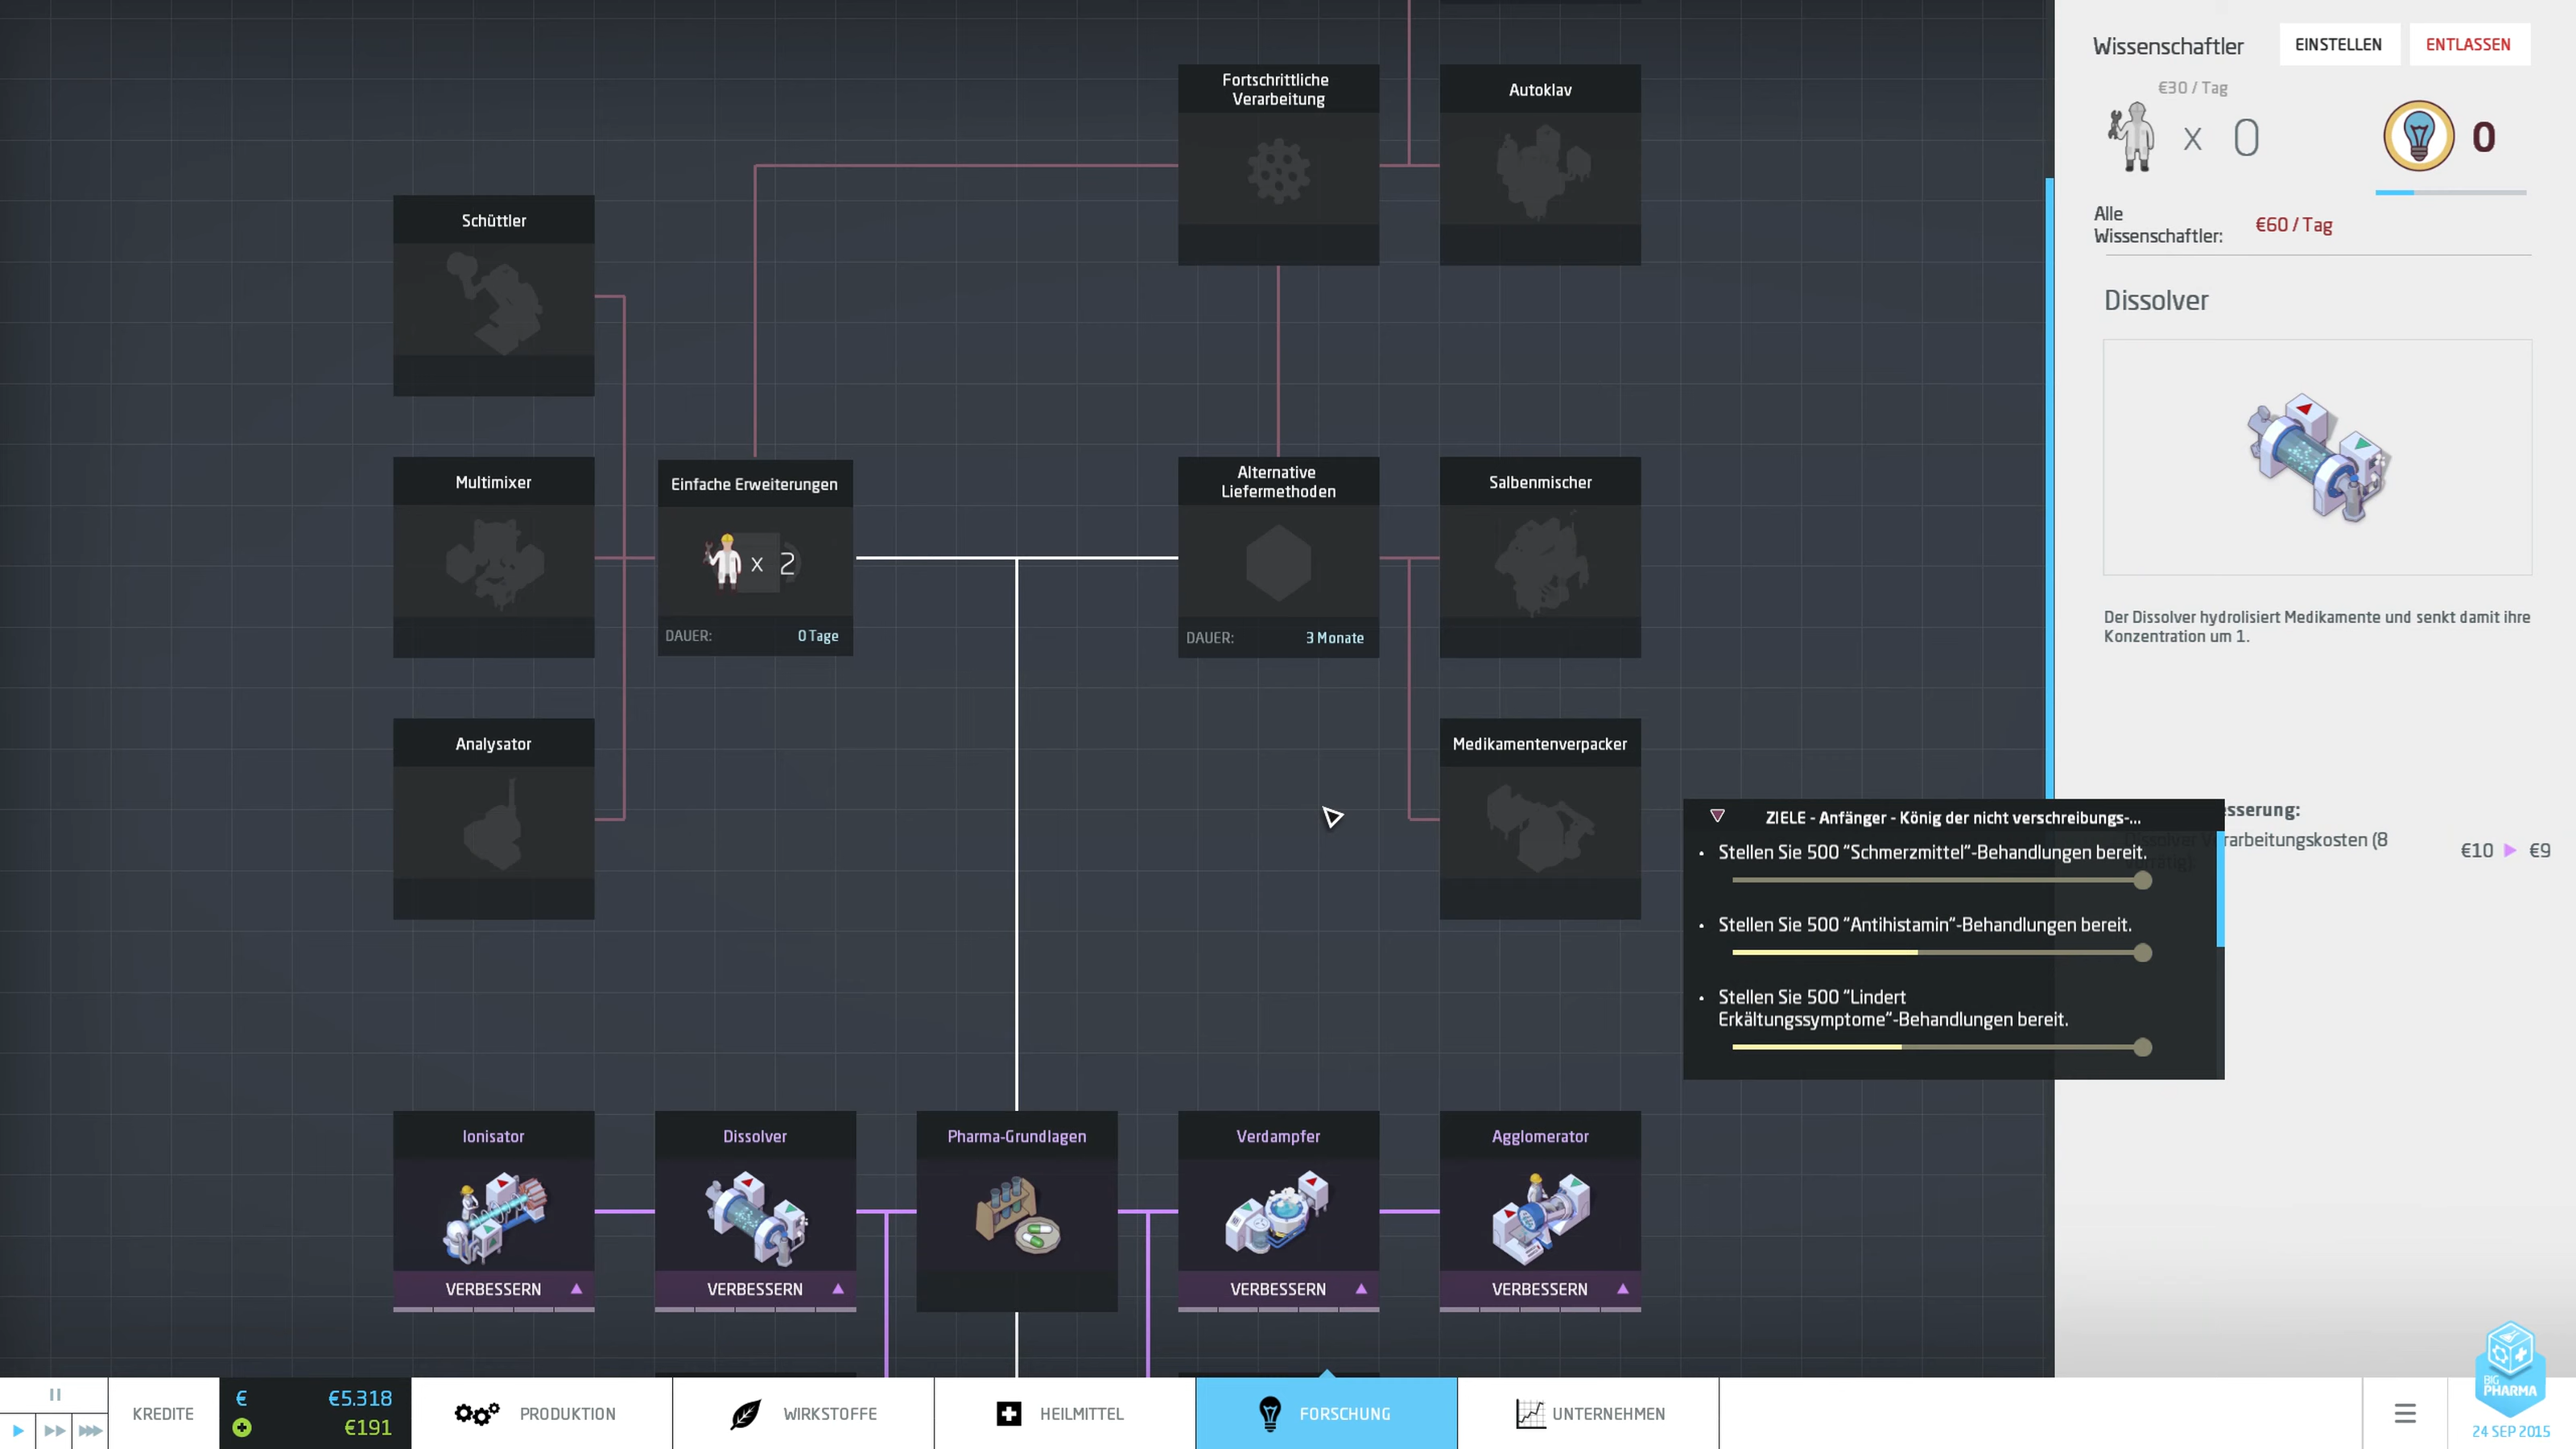 Wissenschaftler
EINSTELLEN
ENTLASSEN
€30 / Tag
x 0
0
Alle
Wissenschaftler:
€60 / Tag
Dissolver
Der Dissolver hydrolisiert Medikamente und senkt damit ihre
Konzentration um 1.
sserung:
rarbeitungskosten (8
€10
€9
Fortschrittliche
Verarbeitung
Autoklav
Schüttler
Multimixer
Einfache Erweiterungen
x 2
DAUER: 0 Tage
Alternative
Liefermethoden
DAUER: 3 Monate
Salbenmischer
Analysator
Medikamentenverpacker
ZIELE - Anfänger - König der nicht verschreibungs-...
• Stellen Sie 500 "Schmerzmittel"-Behandlungen bereit.
• Stellen Sie 500 "Antihistamin"-Behandlungen bereit.
• Stellen Sie 500 "Lindert
Erkältungssymptome"-Behandlungen bereit.
Ionisator
VERBESSERN
Dissolver
VERBESSERN
Pharma-Grundlagen
Verdampfer
VERBESSERN
Agglomerator
VERBESSERN
KREDITE
€ €5.318
€191
PRODUKTION
WIRKSTOFFE
HEILMITTEL
FORSCHUNG
UNTERNEHMEN
BIG
PHARMA
24 SEP 2015